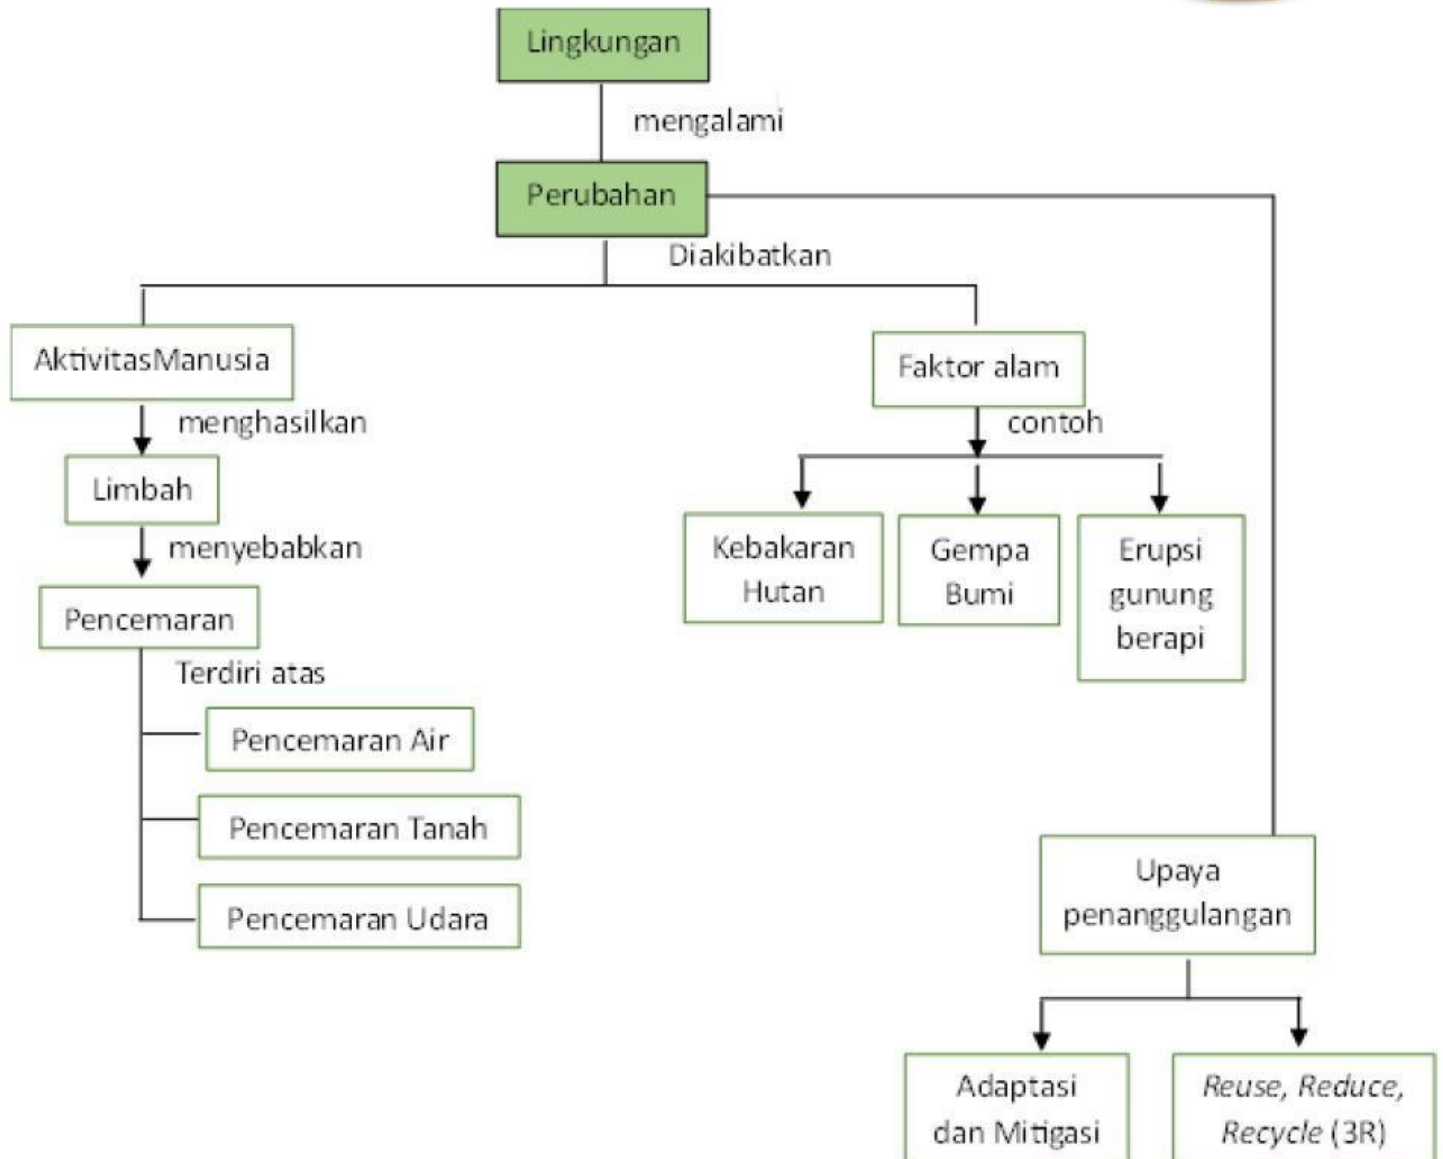 Lingkungan
mengalami
Perubahan
Diakibatkan
AktivitasManusia
Faktor alam
menghasilkan
contoh
Limbah
Kebakaran
Hutan
Gempa
Bumi
Erupsi
gunung
berapi
menyebabkan
Pencemaran
Terdiri atas
Pencemaran Air
Pencemaran Tanah
Pencemaran Udara
Upaya
penanggulangan
Adaptasi
dan Mitigasi
Reuse, Reduce,
Recycle (3R)